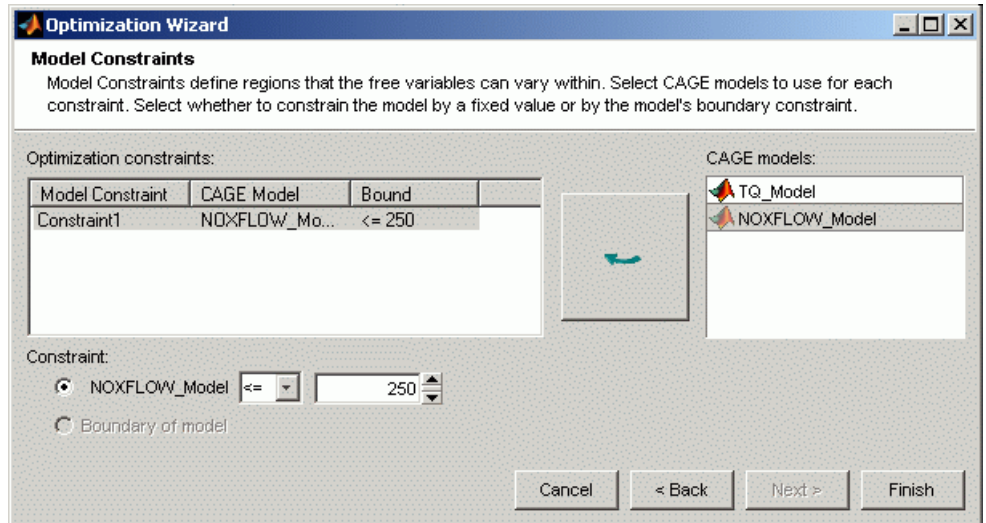 Optimization Wizard
Model Constraints
Model Constraints define regions that the free variables can vary within. Select CAGE models to use for each
constraint. Select whether to constrain the model by a fixed value or by the model's boundary constraint.
Optimization constraints:
CAGE models:
Model Constraint CAGE Model Bound
Constraint1 NOXFLOW_Mo... <= 250
TQ_Model
NOXFLOW_Model
Constraint:
NOXFLOW_Model <= 250
Boundary of model
Cancel < Back Next > Finish